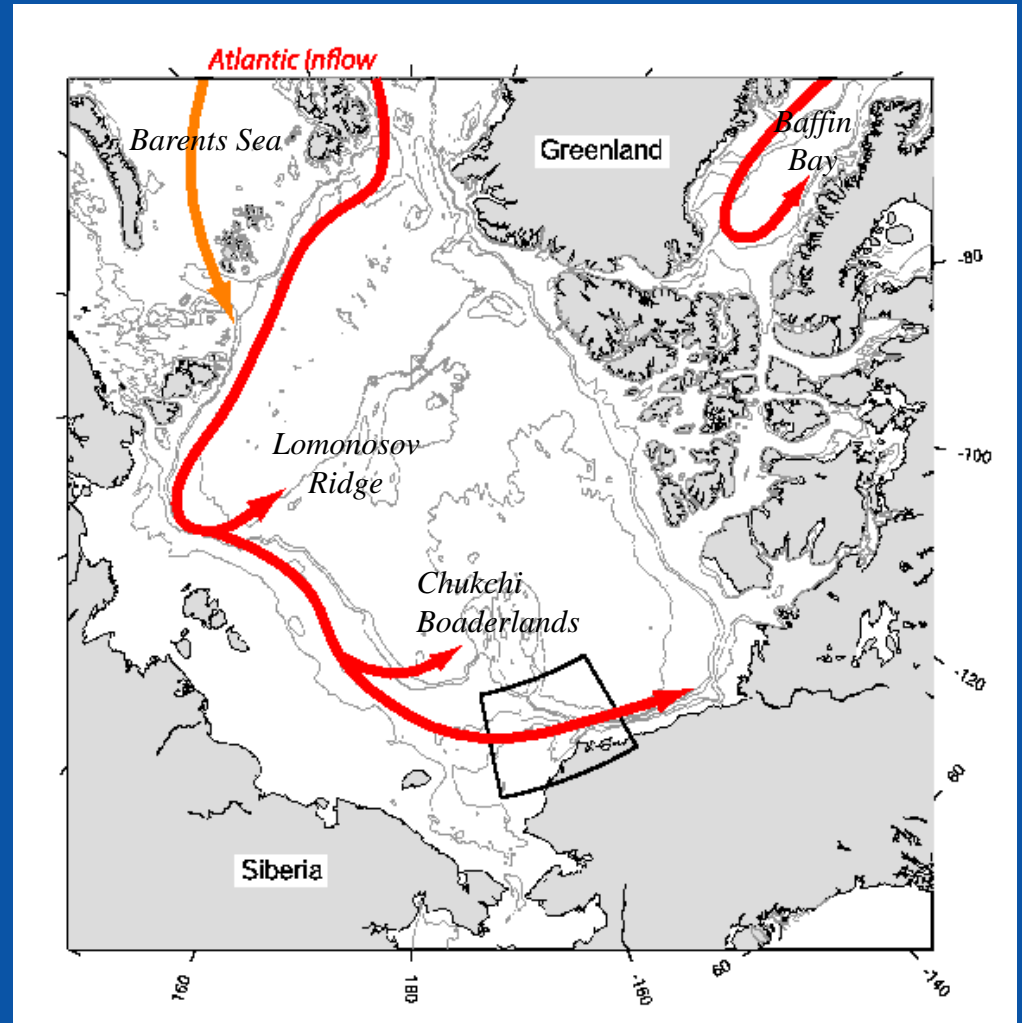 Atlantic Inflow
Barents Sea
Greenland
Baffin
Bay
-80
Lomonosov
Ridge
-100
Chukchi
Boaderlands
-120
60
Siberia
160
180
-160
60
-140